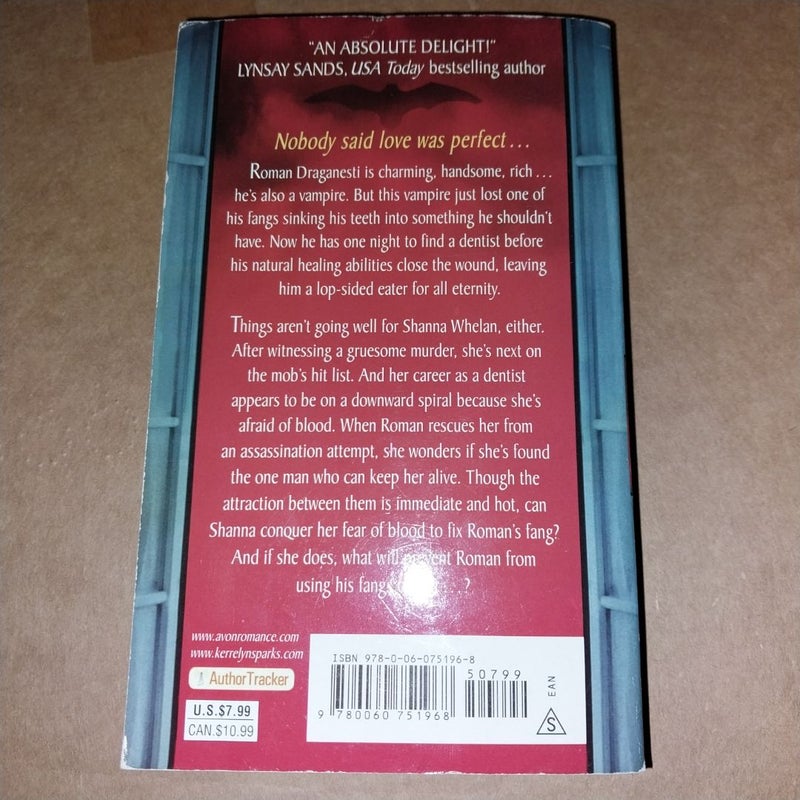 "AN ABSOLUTE DELIGHT!"
LYNSAY SANDS, USA Today bestselling author
Nobody said love was perfect...
Roman Draganesti is charming, handsome, rich...
he's also a vampire. But this vampire just lost one of
his fangs sinking his teeth into something he shouldn't
have. Now he has one night to find a dentist before
his natural healing abilities close the wound, leaving
him a lop-sided eater for all eternity.
Things aren't going well for Shanna Whelan, either.
After witnessing a gruesome murder, she's next on
the mob's hit list. And her career as a dentist
appears to be on a downward spiral because she's
afraid of blood. When Roman rescues her from
an assassination attempt, she wonders if she's found
the one man who can keep her alive. Though the
attraction between them is immediate and hot, can
Shanna conquer her fear of blood to fix Roman's fang?
And if she does, what will prevent Roman from
using his fangs ?
www.avonromance.com
www.kerrelynsparks.com
AuthorTracker
U.S.$7.99
CAN.$10.99
ISBN 978-0-06-075196-8
50799
9 780060 751968
EAN
S